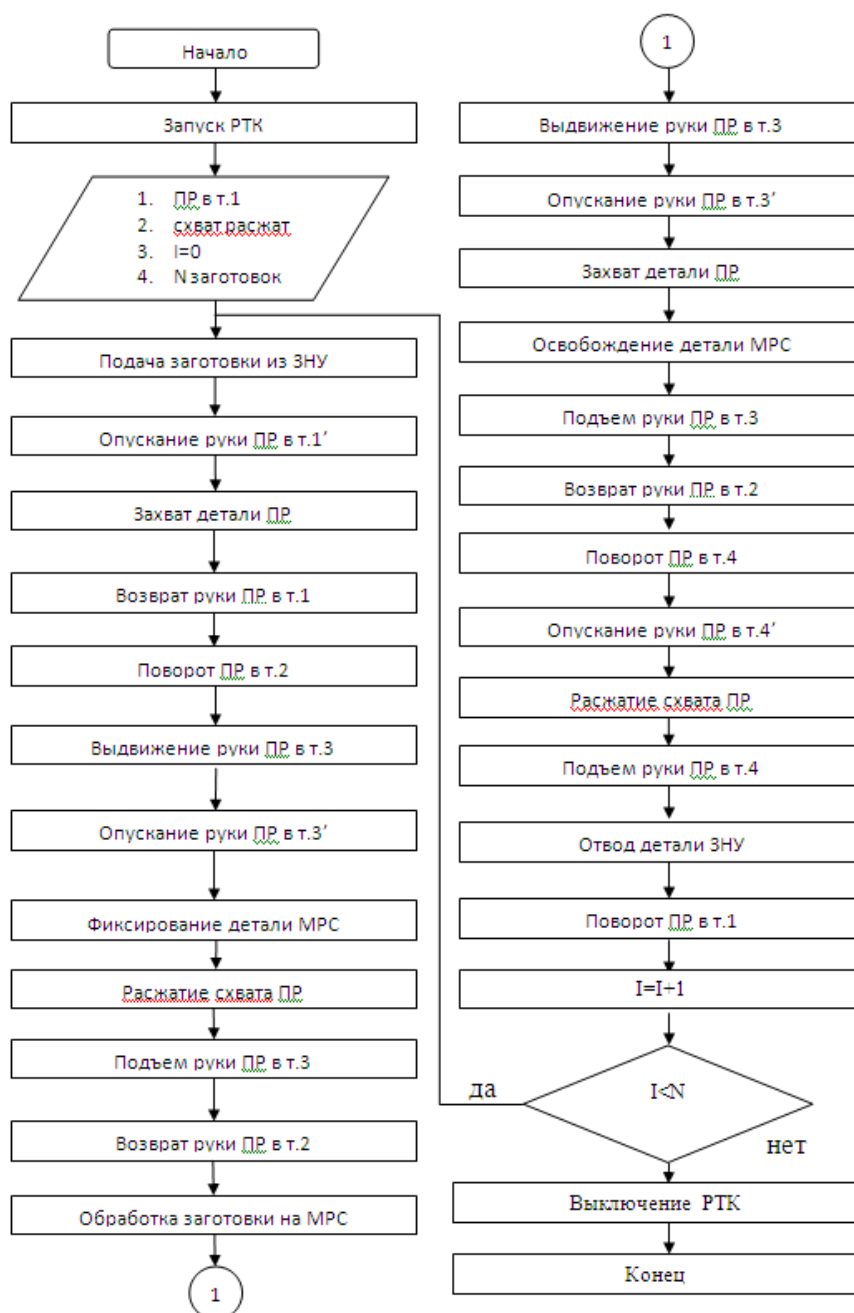 Начало
Запуск РТК
1. ПР в т.1
2. схват расжат
3. I=0
4. N заготовок
Подача заготовки из ЗНУ
Опускание руки ПР в т.1’
Захват детали ПР
Возврат руки ПР в т.1
Поворот ПР в т.2
Выдвижение руки ПР в т.3
Опускание руки ПР в т.3’
Фиксирование детали МРС
Расжатие схвата ПР
Подъем руки ПР в т.3
Возврат руки ПР в т.2
Обработка заготовки на МРС
1
1
Выдвижение руки ПР в т.3
Опускание руки ПР в т.3’
Захват детали ПР
Освобождение детали МРС
Подъем руки ПР в т.3
Возврат руки ПР в т.2
Поворот ПР в т.4
Опускание руки ПР в т.4’
Расжатие схвата ПР
Подъем руки ПР в т.4
Отвод детали ЗНУ
Поворот ПР в т.1
I=I+1
I<N
да
нет
Выключение РТК
Конец